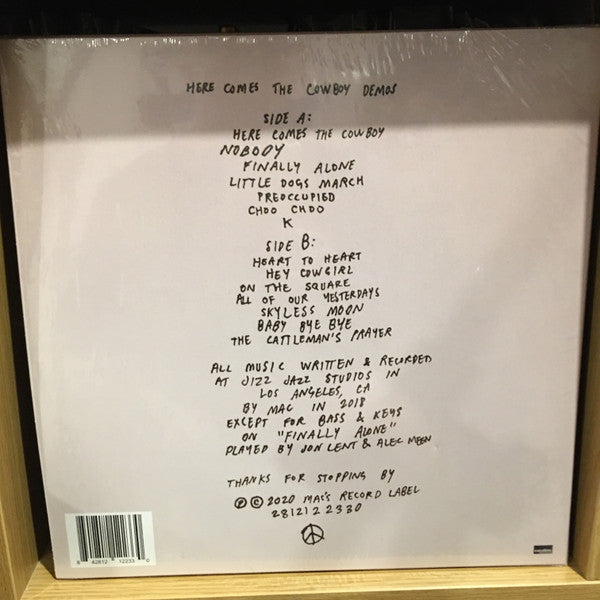 HERE COMES THE COWBOY DEMOS
SIDE A:
HERE COMES THE COWBOY
NOBODY
FINALLY ALONE
LITTLE DOGS MARCH
PREOCCUPIED
CHOO CHOO
K
SIDE B:
HEART TO HEART
HEY COWGIRL
ON THE SQUARE
ALL OF OUR YESTERDAYS
SKYLESS MOON
BABY BYE BYE
THE CATTLEMAN'S PRAYER
ALL MUSIC WRITTEN & RECORDED
AT JIZZ JAZZ STUDIOS IN
LOS ANGELES, CA
BY MAC IN 2018
EXCEPT FOR BASS & KEYS
ON "FINALLY ALONE"
PLAYED BY JON LENT & ALEC MEEN
THANKS FOR STOPPING BY
℗ © 2020 MAC'S RECORD LABEL
2812122330
42812 12233